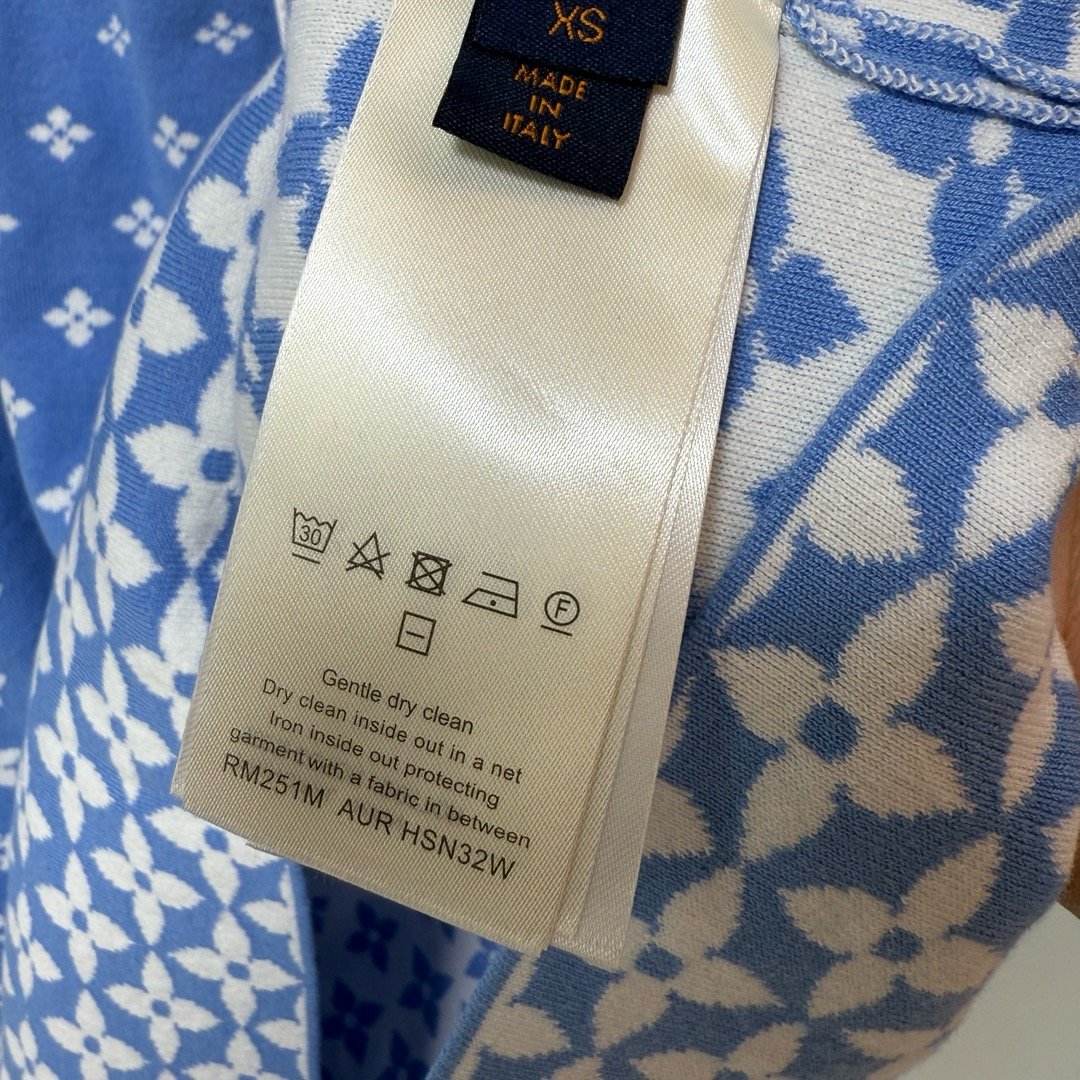 XS
MADE
IN
ITALY
30
F
Gentle dry clean
Dry clean inside out in a net
Iron inside out protecting
garment with a fabric in between
RM251M AUR HSN32W